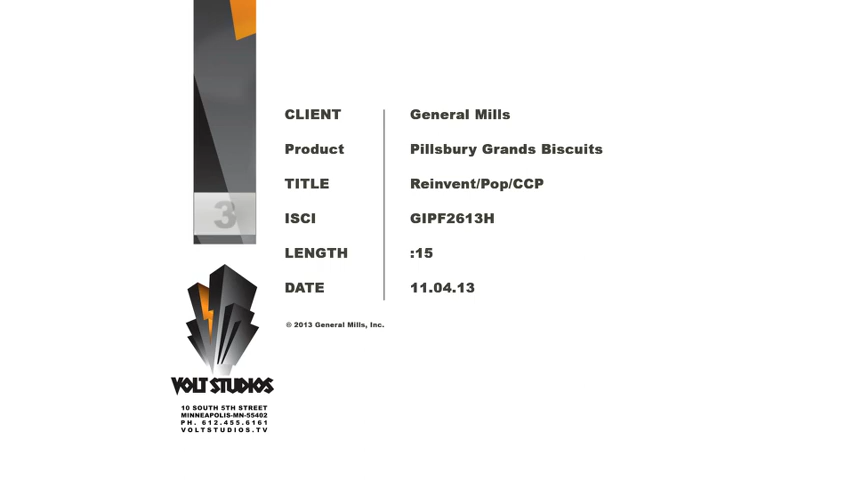 3
CLIENT General Mills
Product Pillsbury Grands Biscuits
TITLE Reinvent/Pop/CCP
ISCI GIPF2613H
LENGTH :15
DATE 11.04.13
© 2013 General Mills, Inc.
VOLT STUDIOS
10 SOUTH 5TH STREET
MINNEAPOLIS-MN-55402
PH. 612.455.6161
VOLTSTUDIOS.TV